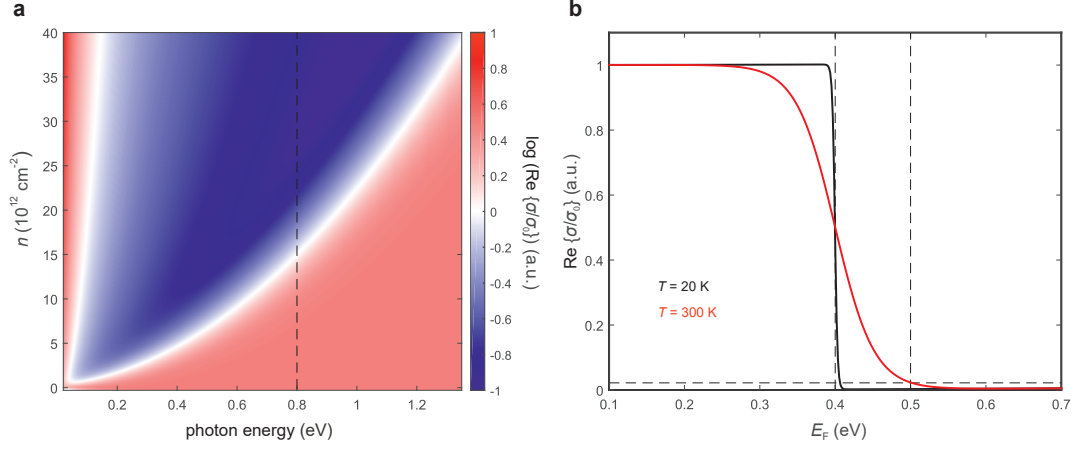 a
40
35
30
25
20
15
10
5
0
n (10¹² cm⁻²)
0.2 0.4 0.6 0.8 1 1.2
photon energy (eV)
1
0.8
0.6
0.4
0.2
0
-0.2
-0.4
-0.6
-0.8
-1
log (Re {σ/σ₀}) (a.u.)
b
1
0.8
0.6
0.4
0.2
0
Re {σ/σ₀} (a.u.)
T = 20 K
T = 300 K
0.1 0.2 0.3 0.4 0.5 0.6 0.7
E_F (eV)